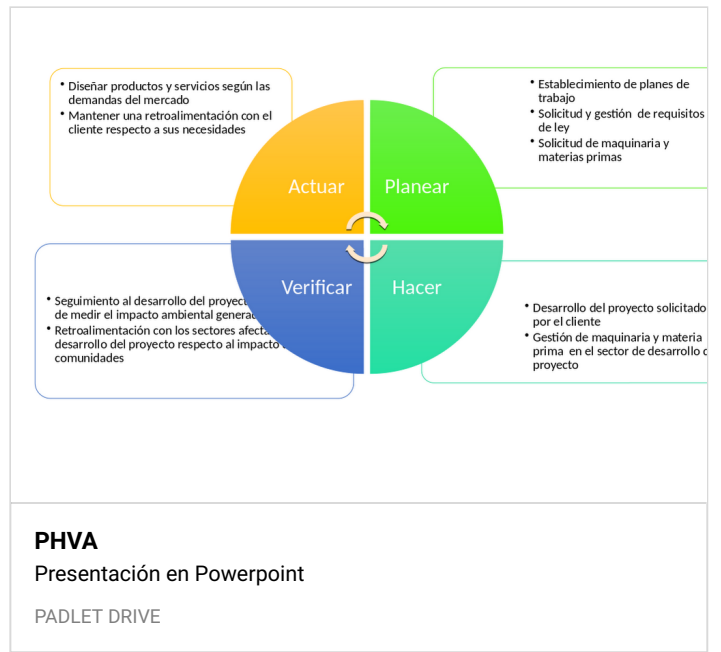 • Diseñar productos y servicios según las
demandas del mercado
• Mantener una retroalimentación con el
cliente respecto a sus necesidades
• Establecimiento de planes de
trabajo
• Solicitud y gestión de requisitos
de ley
• Solicitud de maquinaria y
materias primas
Actuar
Planear
Verificar
Hacer
• Seguimiento al desarrollo del
de medir el impacto ambiental
• Retroalimentación con los sectores
desarrollo del proyecto respecto al impacto
comunidades
• Desarrollo del proyecto solicitado
por el cliente
• Gestión de maquinaria y materia
prima en el sector de desarrollo
proyecto
PHVA
Presentación en Powerpoint
PADLET DRIVE